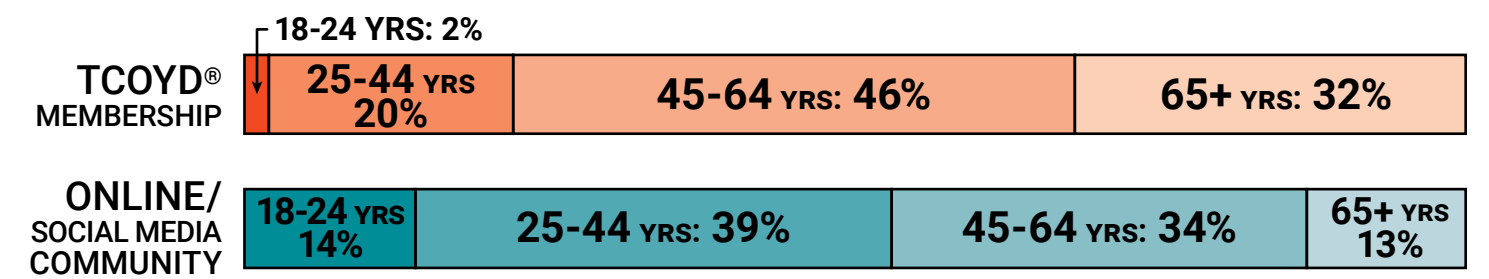 18-24 YRS: 2%
TCOYD®
MEMBERSHIP
25-44 YRS
20%
45-64 YRS: 46%
65+ YRS: 32%
ONLINE/
SOCIAL MEDIA
COMMUNITY
18-24 YRS
14%
25-44 YRS: 39%
45-64 YRS: 34%
65+ YRS
13%